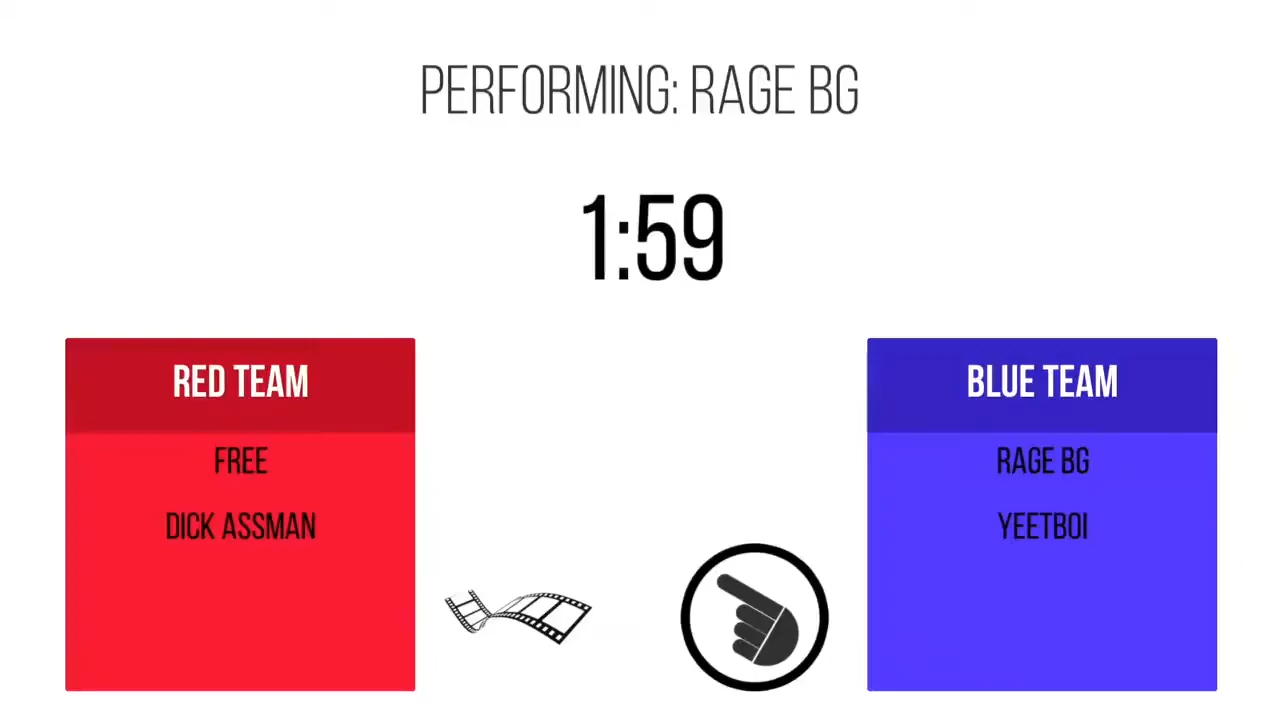 PERFORMING: RAGE BG
1:59
RED TEAM
FREE
DICK ASSMAN
BLUE TEAM
RAGE BG
YEETBOI